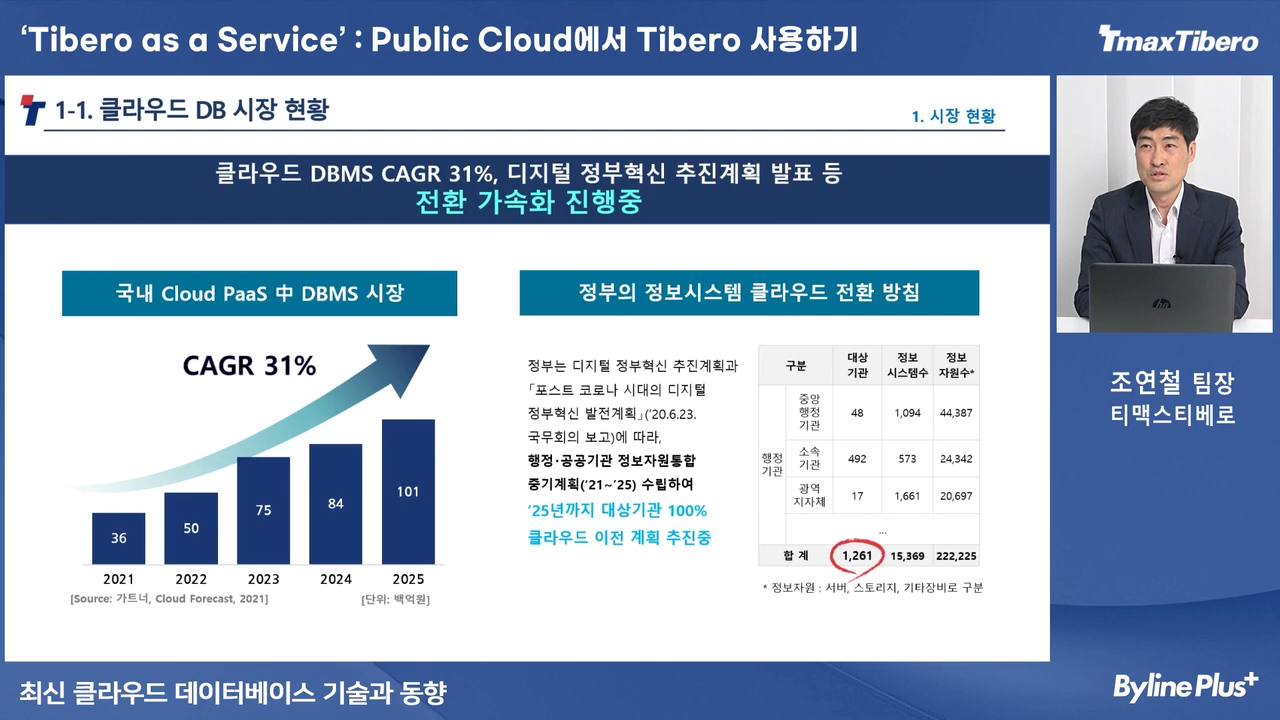 ‘Tibero as a Service’ : Public Cloud에서 Tibero 사용하기
TmaxTibero
1-1. 클라우드 DB 시장 현황
1. 시장 현황
클라우드 DBMS CAGR 31%, 디지털 정부혁신 추진계획 발표 등
전환 가속화 진행중
국내 Cloud PaaS 中 DBMS 시장
CAGR 31%
36
50
75
84
101
2021
2022
2023
2024
2025
[Source: 가트너, Cloud Forecast, 2021]
[단위: 백억원]
정부의 정보시스템 클라우드 전환 방침
정부는 디지털 정부혁신 추진계획과
「포스트 코로나 시대의 디지털
정부혁신 발전계획」(‘20.6.23.
국무회의 보고)에 따라,
행정·공공기관 정보자원통합
중기계획(‘21~‘25) 수립하여
‘25년까지 대상기관 100%
클라우드 이전 계획 추진중
구분 대상 기관 정보 시스템수 정보 자원수*
행정 기관
중앙 행정 기관 48 1,094 44,387
소속 기관 492 573 24,342
광역 지자체 17 1,661 20,697
...
합 계 1,261 15,369 222,225
* 정보자원 : 서버, 스토리지, 기타장비로 구분
hp
조연철 팀장
티맥스티베로
최신 클라우드 데이터베이스 기술과 동향
Byline Plus+